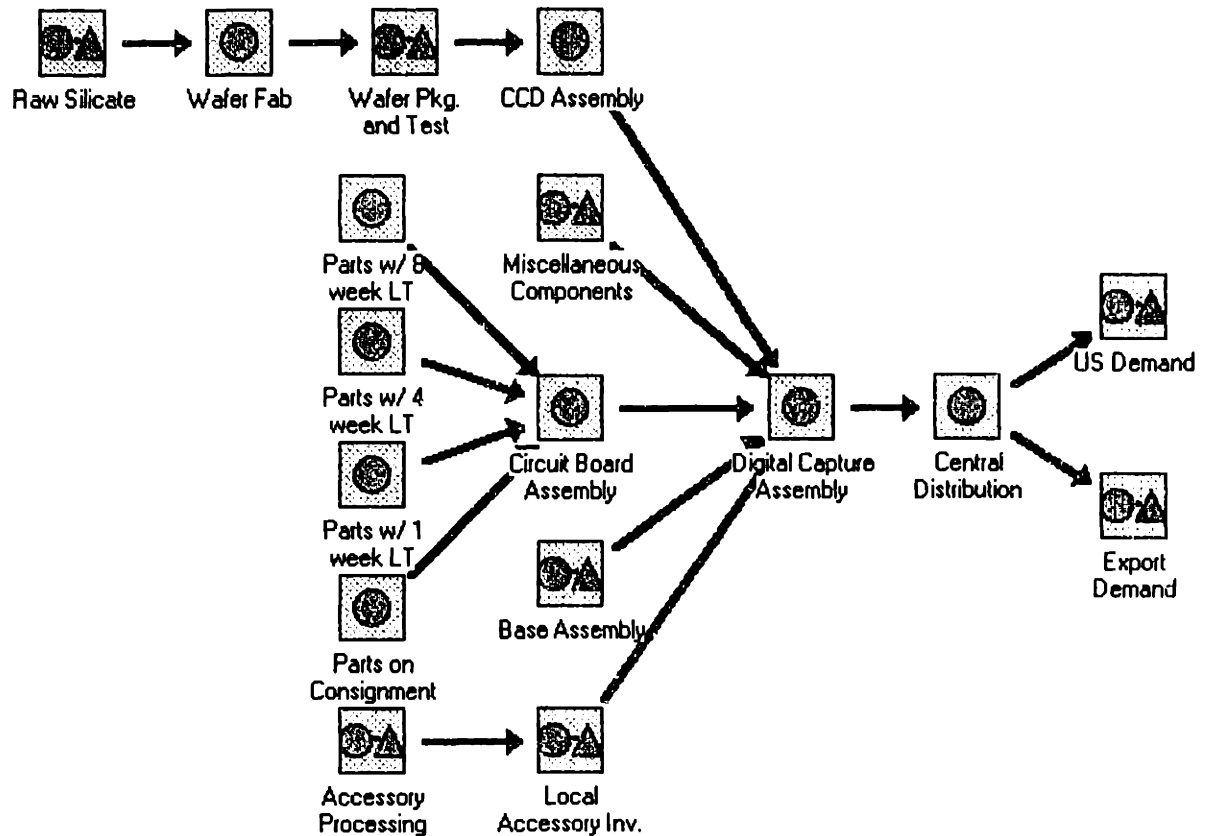 Raw Silicate
Wafer Fab
Wafer Pkg.
and Test
CCD Assembly
Parts w/ 8
week LT
Miscellaneous
Components
US Demand
Parts w/ 4
week LT
Circuit Board
Assembly
Digital Capture
Assembly
Central
Distribution
Parts w/ 1
week LT
Export
Demand
Base Assembly
Parts on
Consignment
Accessory
Processing
Local
Accessory Inv.